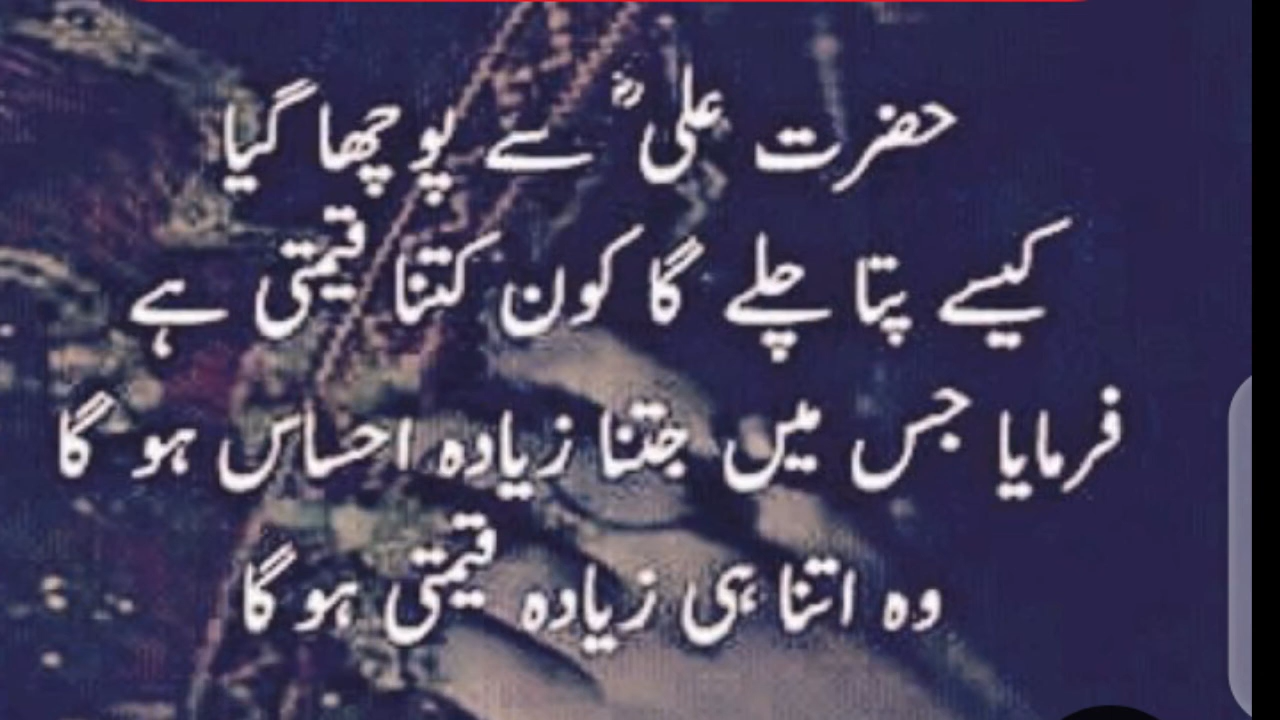 حضرت علیؓ سے پوچھا گیا
کیسے پتا چلے گا کون کتنا قیمتی ہے
فرمایا جس میں جتنا زیادہ احساس ہو گا
وہ اتنا ہی زیادہ قیمتی ہو گا